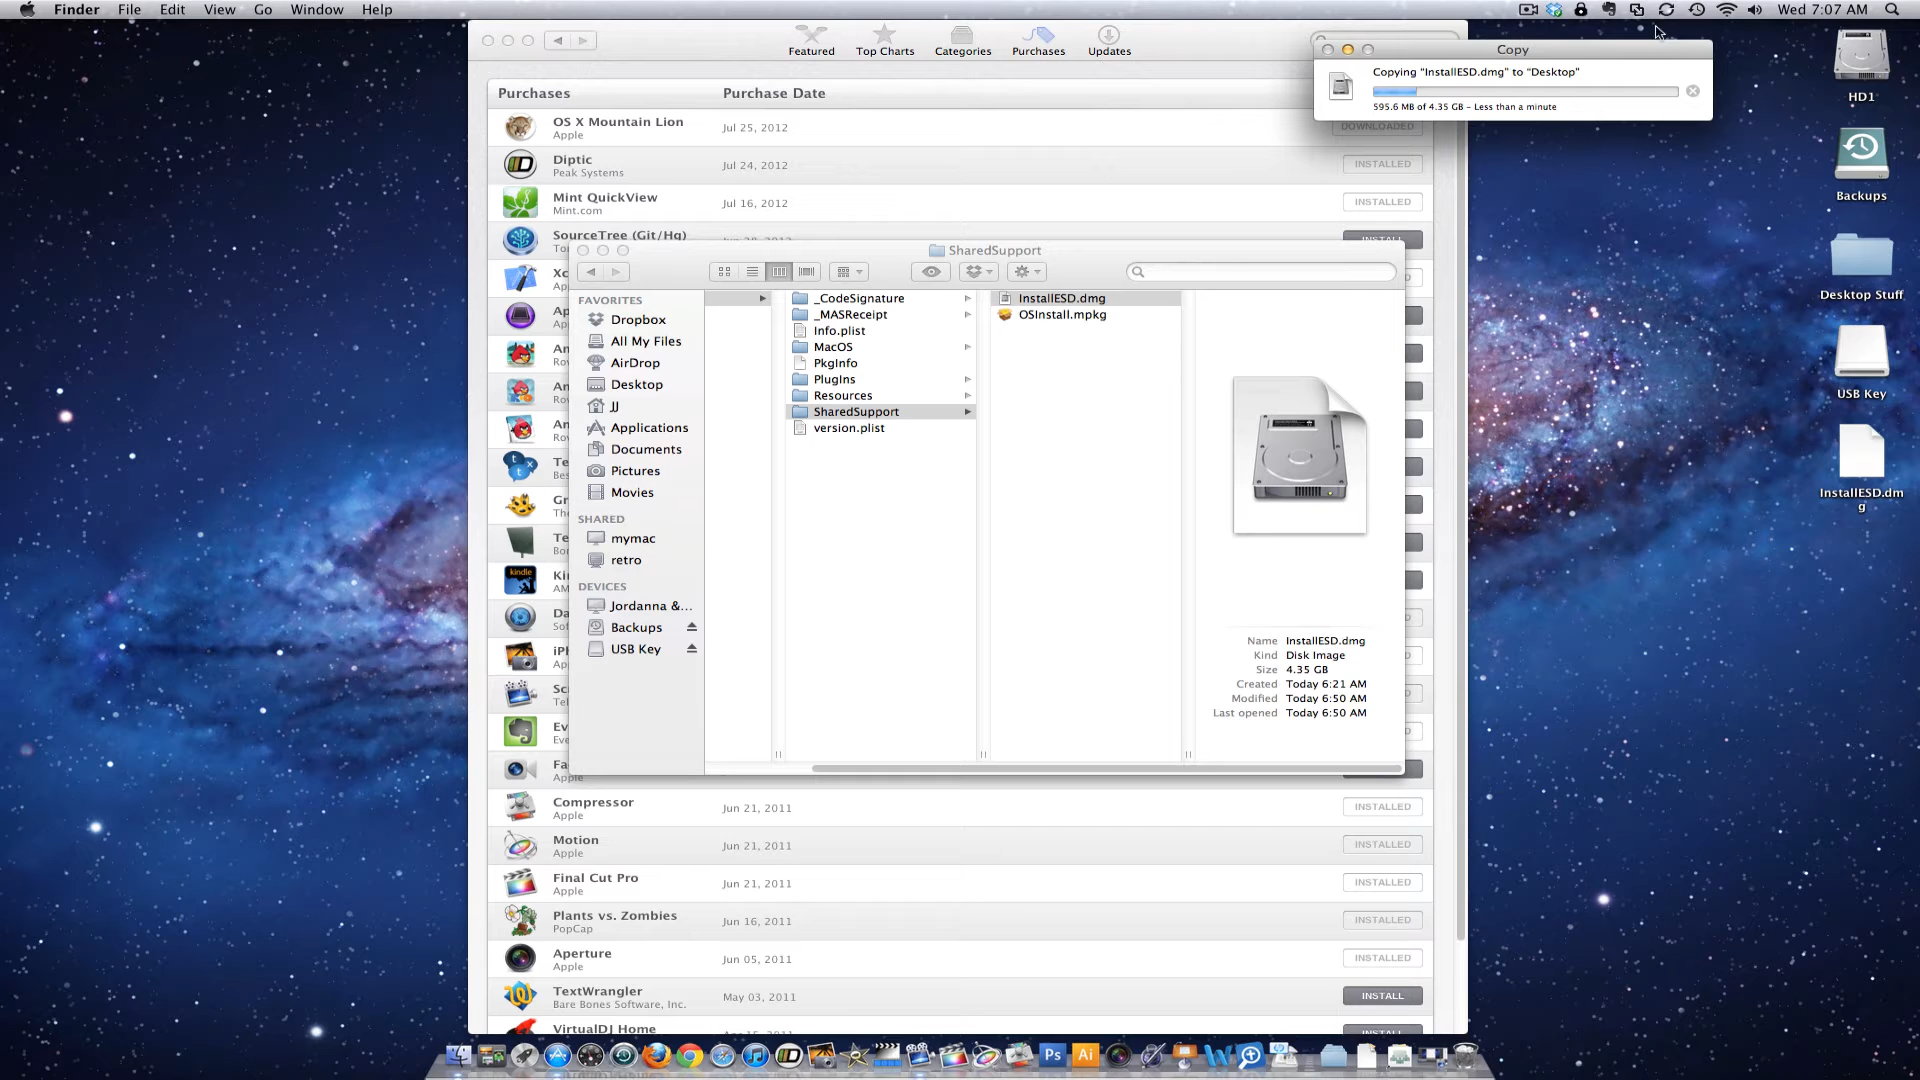 Finder File Edit View Go Window Help
Wed 7:07 AM
Featured Top Charts Categories Purchases Updates
Copy
Copying "InstallESD.dmg" to "Desktop"
595.6 MB of 4.35 GB – Less than a minute
Purchases Purchase Date
OS X Mountain Lion
Apple
Jul 25, 2012
DOWNLOADED
Diptic
Peak Systems
Jul 24, 2012
INSTALLED
Mint QuickView
Mint.com
Jul 16, 2012
INSTALLED
SourceTree (Git/Hg)
SharedSupport
FAVORITES
Dropbox
All My Files
AirDrop
Desktop
JJ
Applications
Documents
Pictures
Movies
SHARED
mymac
retro
DEVICES
Jordanna &...
Backups
USB Key
_CodeSignature
_MASReceipt
Info.plist
MacOS
PkgInfo
PlugIns
Resources
SharedSupport
version.plist
InstallESD.dmg
OSInstall.mpkg
Name InstallESD.dmg
Kind Disk Image
Size 4.35 GB
Created Today 6:21 AM
Modified Today 6:50 AM
Last opened Today 6:50 AM
kindle
Apple
Compressor
Apple
Jun 21, 2011
INSTALLED
Motion
Apple
Jun 21, 2011
INSTALLED
Final Cut Pro
Apple
Jun 21, 2011
INSTALLED
Plants vs. Zombies
PopCap
Jun 16, 2011
INSTALLED
Aperture
Apple
Jun 05, 2011
INSTALLED
TextWrangler
Bare Bones Software, Inc.
May 03, 2011
INSTALL
VirtualDJ Home
HD1
Backups
Desktop Stuff
USB Key
InstallESD.dm
g
Ps Ai